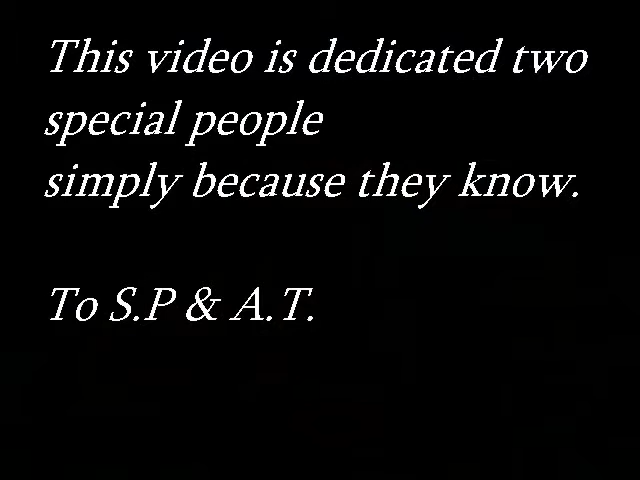 This video is dedicated two
special people
simply because they know.
To S.P & A.T.